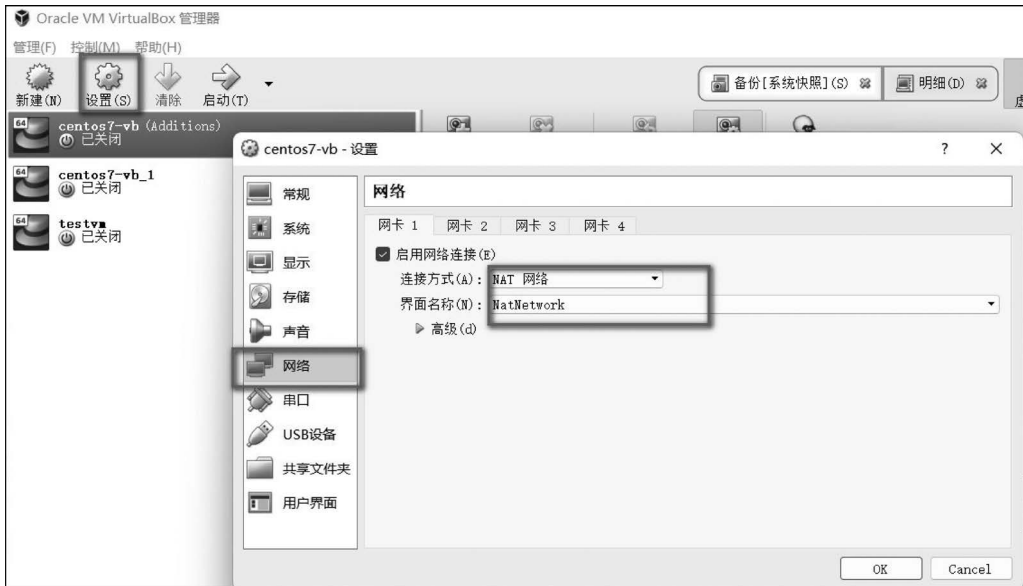 Oracle VM VirtualBox 管理器
管理(F) 控制(M) 帮助(H)
新建(N) 设置(S) 清除 启动(T) 备份[系统快照](S) 明细(D)
64 centos7-vb (Additions)
已关闭
64 centos7-vb_1
已关闭
64 testvm
已关闭
centos7-vb - 设置 ?
常规
系统
显示
存储
声音
网络
串口
USB设备
共享文件夹
用户界面
网络
网卡 1 网卡 2 网卡 3 网卡 4
启用网络连接(E)
连接方式(A): NAT 网络
界面名称(N): NatNetwork
高级(d)
OK Cancel